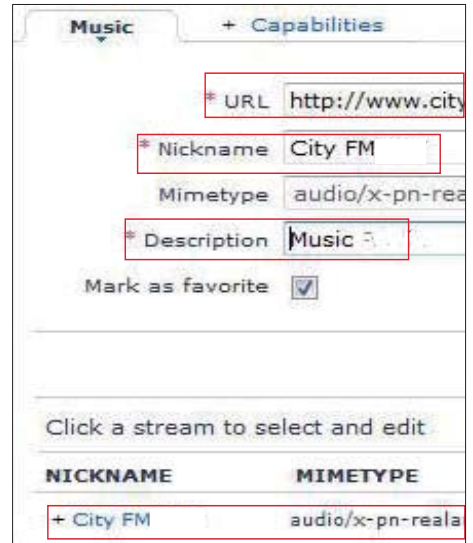 Music + Capabilities
* URL http://www.city
* Nickname City FM
Mimetype audio/x-pn-rea
* Description Music
Mark as favorite
Click a stream to select and edit
NICKNAME MIMETYPE
+ City FM audio/x-pn-reala